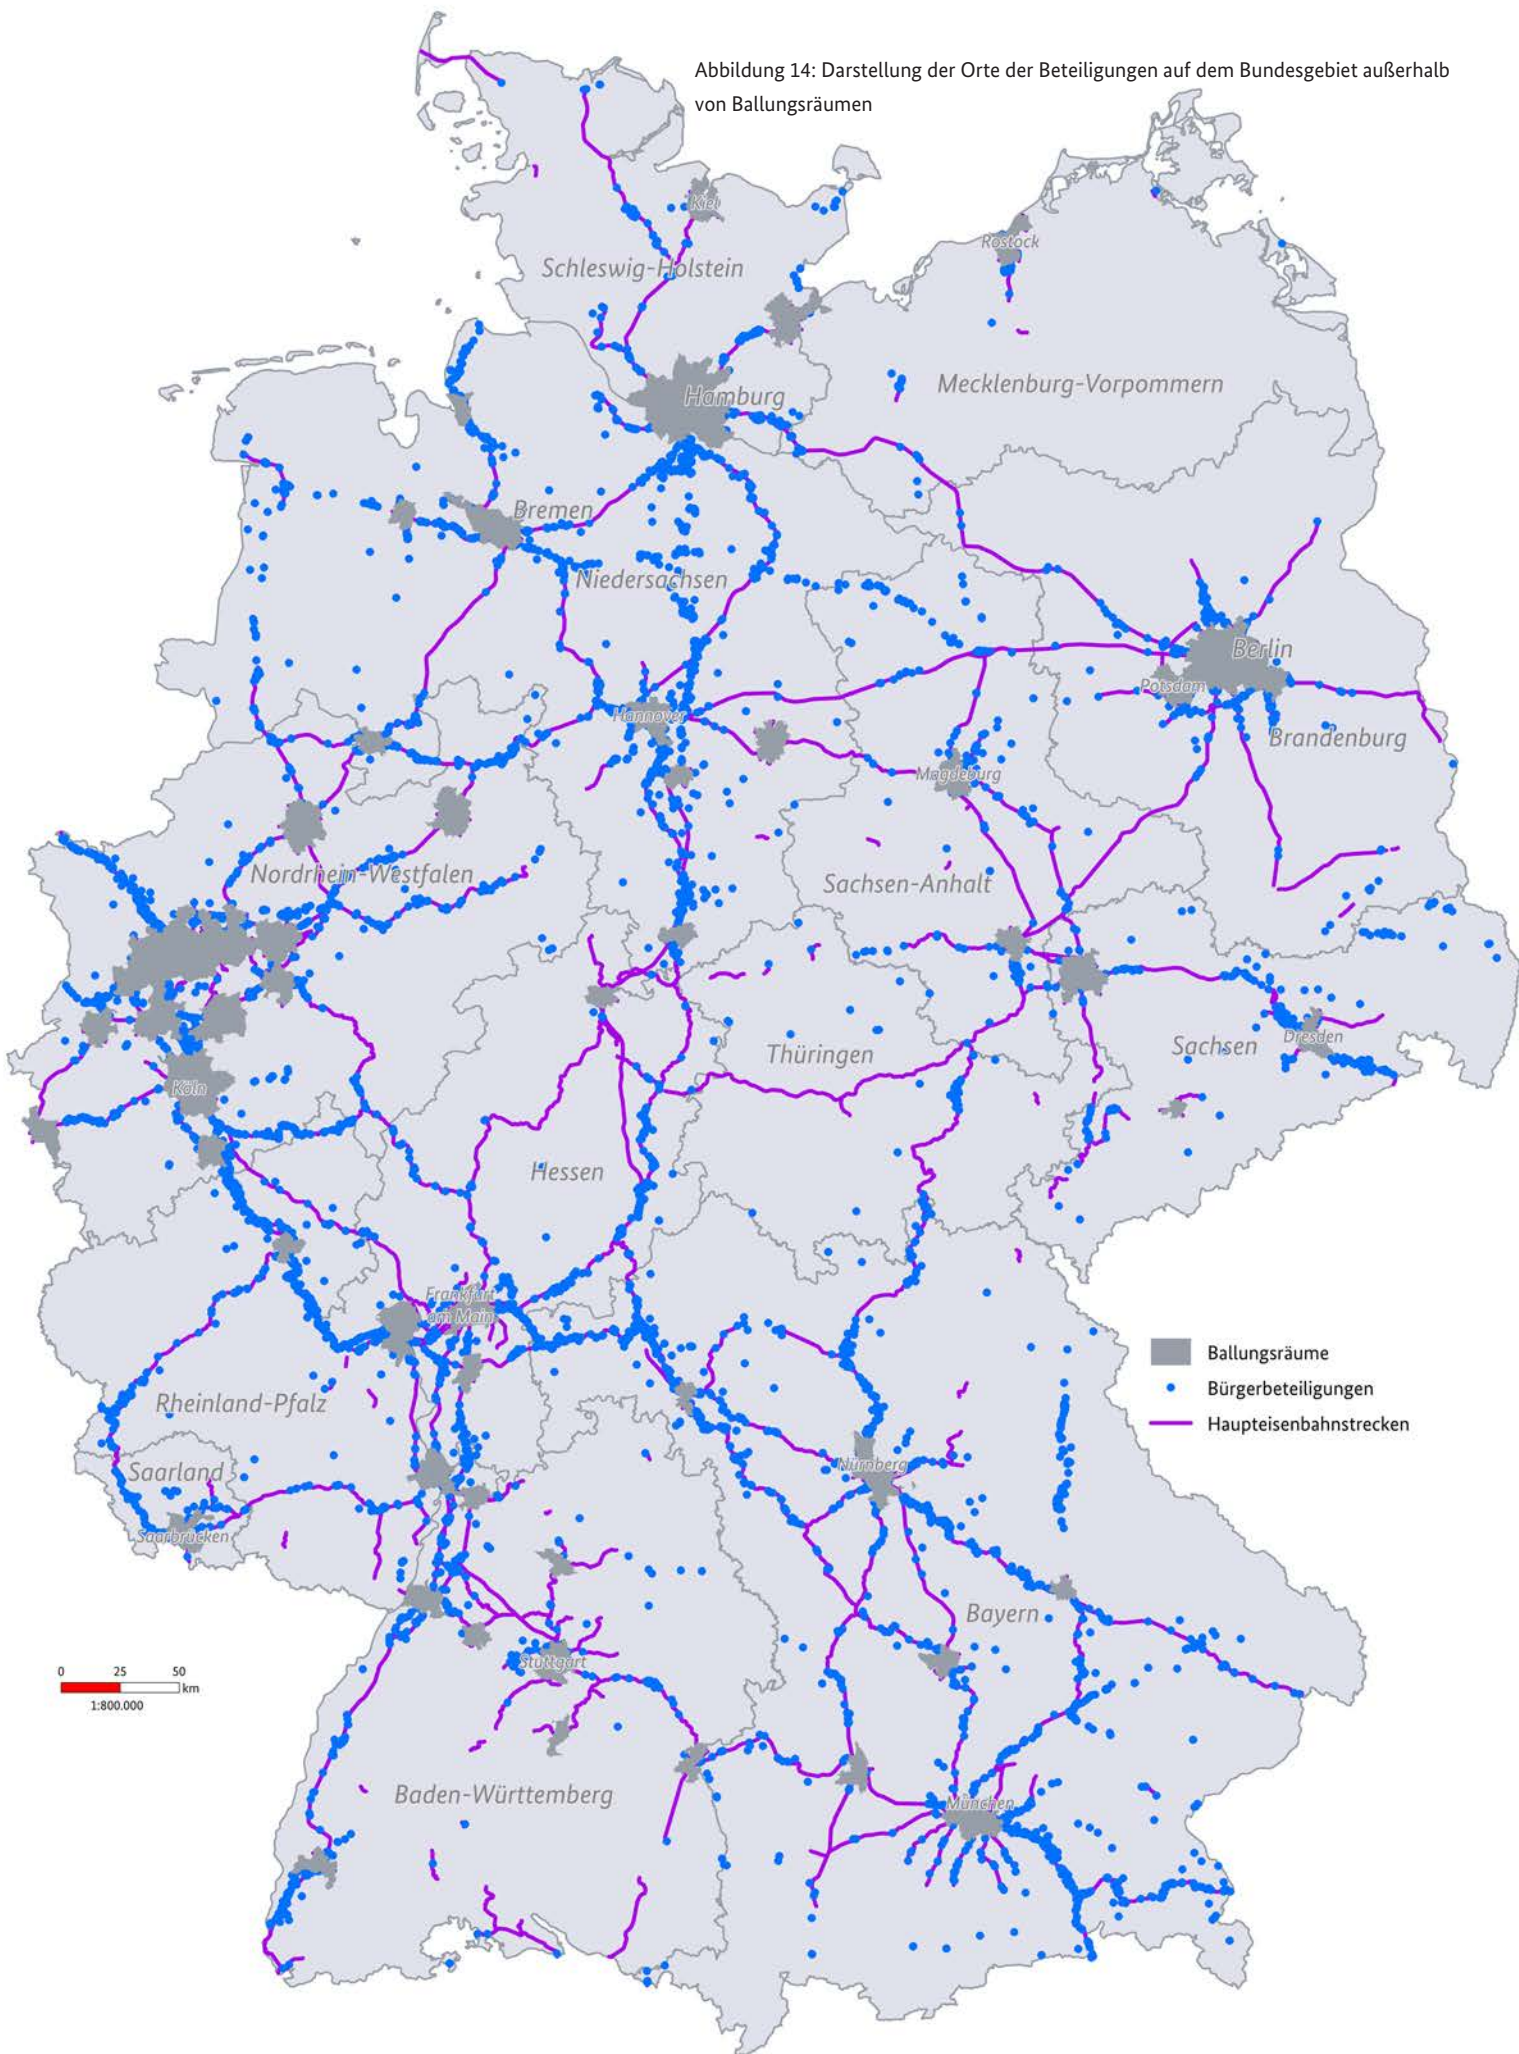 Abbildung 14: Darstellung der Orte der Beteiligungen auf dem Bundesgebiet außerhalb
von Ballungsräumen
Kiel
Rostock
Schleswig-Holstein
Mecklenburg-Vorpommern
Hamburg
Bremen
Niedersachsen
Berlin
Potsdam
Hannover
Brandenburg
Magdeburg
Nordrhein-Westfalen
Sachsen-Anhalt
Dresden
Sachsen
Thüringen
Köln
Hessen
Frankfurt
am Main
Ballungsräume
Bürgerbeteiligungen
Haupteisenbahnstrecken
Rheinland-Pfalz
Nürnberg
Saarland
Saarbrücken
Bayern
Stuttgart
0 25 50
km
1:800.000
Baden-Württemberg
München